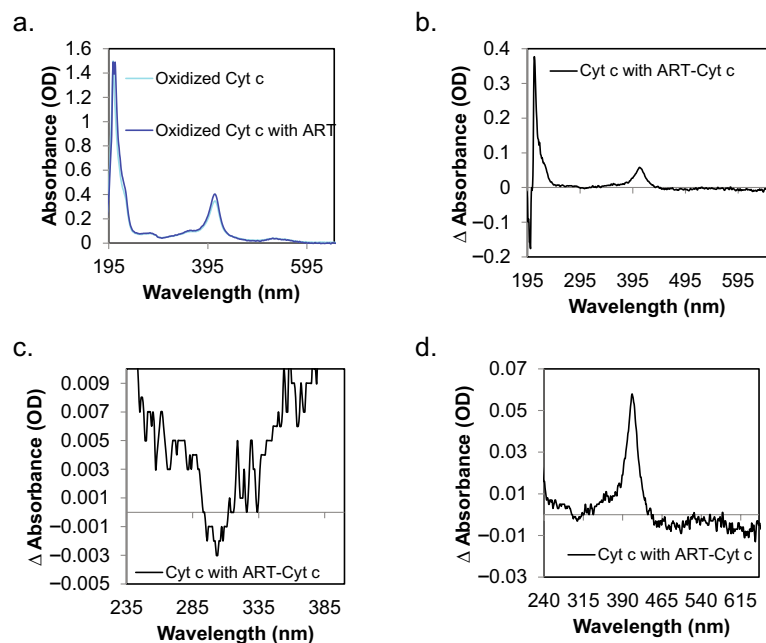 a.
1.6
1.4
1.2
1
0.8
0.6
0.4
0.2
0
Absorbance (OD)
Oxidized Cyt c
Oxidized Cyt c with ART
195 395 595
Wavelength (nm)
b.
0.4
0.3
0.2
0.1
0
−0.1
−0.2
Δ Absorbance (OD)
Cyt c with ART-Cyt c
195 295 395 495 595
Wavelength (nm)
c.
0.009
0.007
0.005
0.003
0.001
−0.001
−0.003
−0.005
Δ Absorbance (OD)
Cyt c with ART-Cyt c
235 285 335 385
Wavelength (nm)
d.
0.07
0.05
0.03
0.01
−0.01
−0.03
Δ Absorbance (OD)
Cyt c with ART-Cyt c
240 315 390 465 540 615
Wavelength (nm)